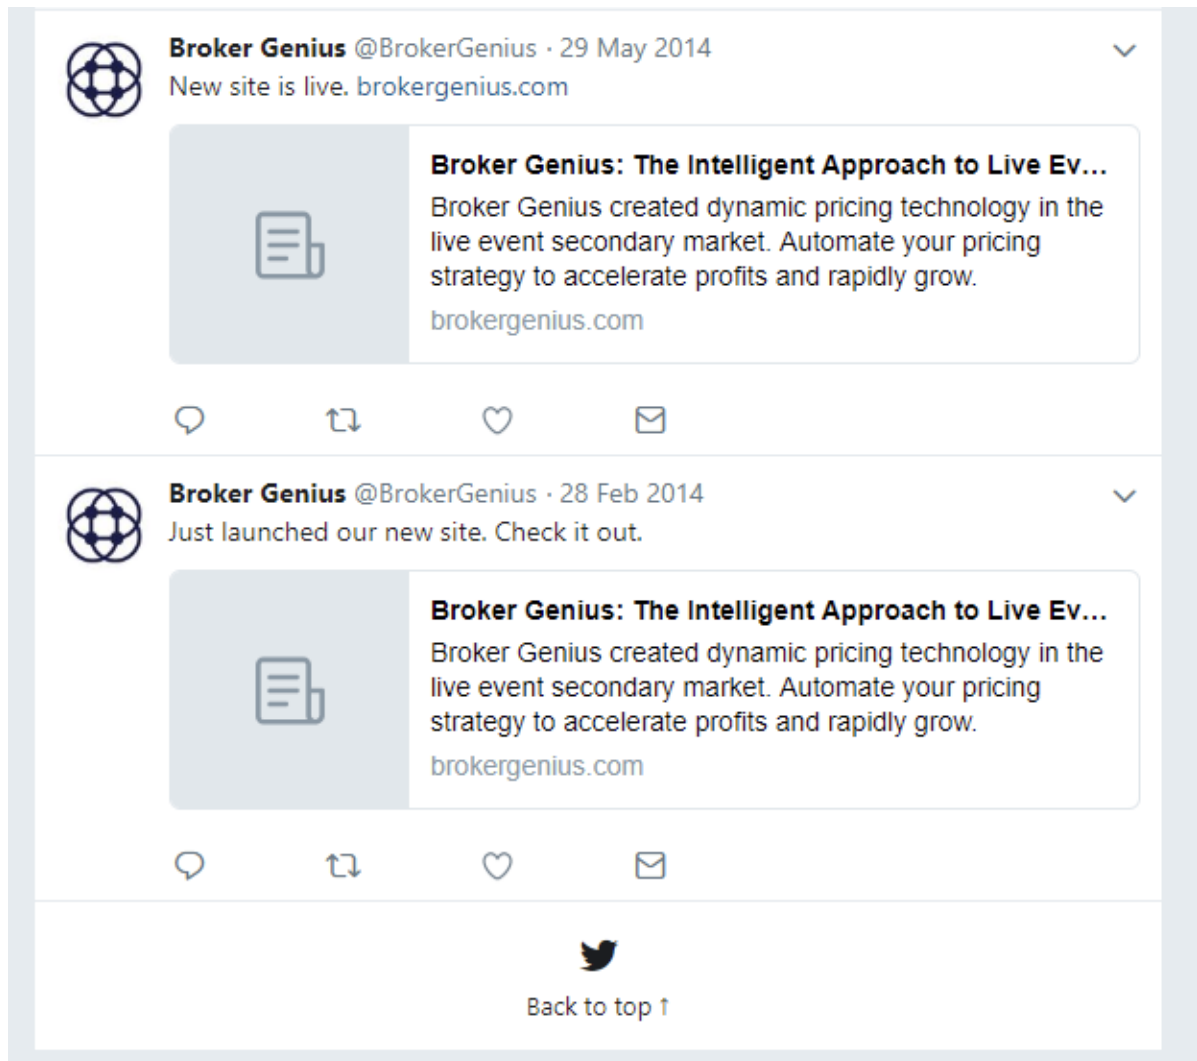 Broker Genius @BrokerGenius · 29 May 2014
New site is live. brokergenius.com
Broker Genius: The Intelligent Approach to Live Ev...
Broker Genius created dynamic pricing technology in the
live event secondary market. Automate your pricing
strategy to accelerate profits and rapidly grow.
brokergenius.com
Broker Genius @BrokerGenius · 28 Feb 2014
Just launched our new site. Check it out.
Broker Genius: The Intelligent Approach to Live Ev...
Broker Genius created dynamic pricing technology in the
live event secondary market. Automate your pricing
strategy to accelerate profits and rapidly grow.
brokergenius.com
Back to top ↑